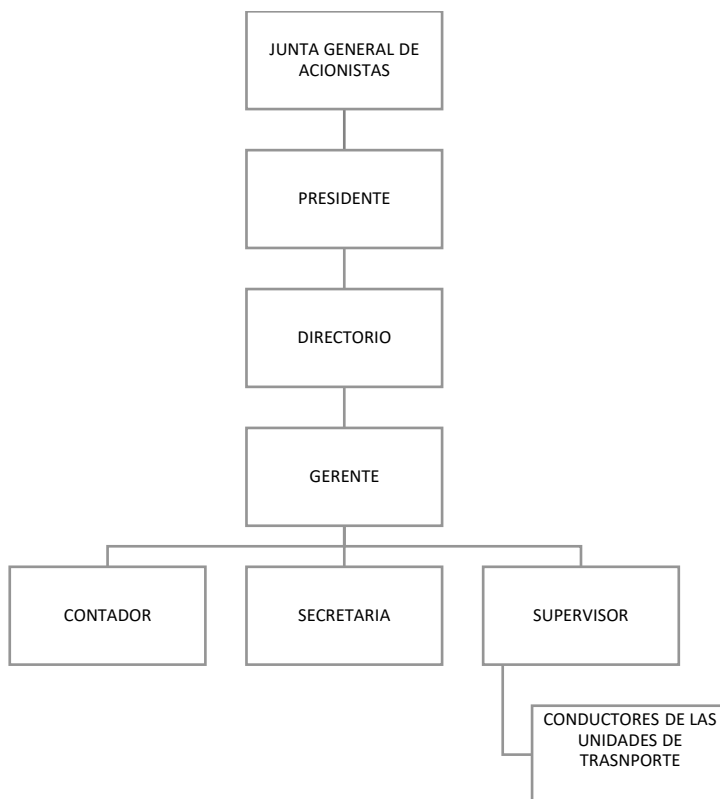 JUNTA GENERAL DE
ACIONISTAS
PRESIDENTE
DIRECTORIO
GERENTE
CONTADOR
SECRETARIA
SUPERVISOR
CONDUCTORES DE LAS
UNIDADES DE
TRASNPORTE